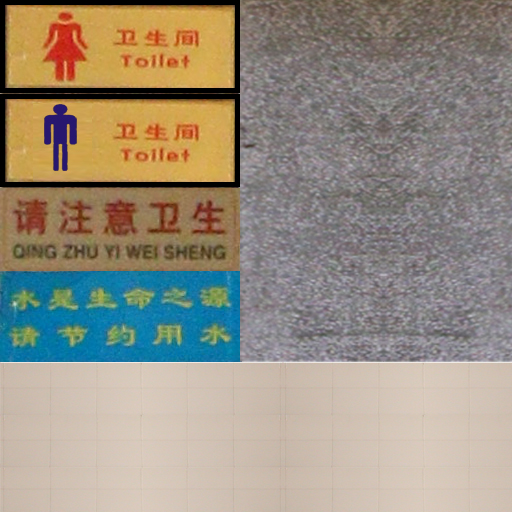 卫生间
Toilet
卫生间
Toilet
请注意卫生
QING ZHU YI WEI SHENG
水是生命之源
请节约用水